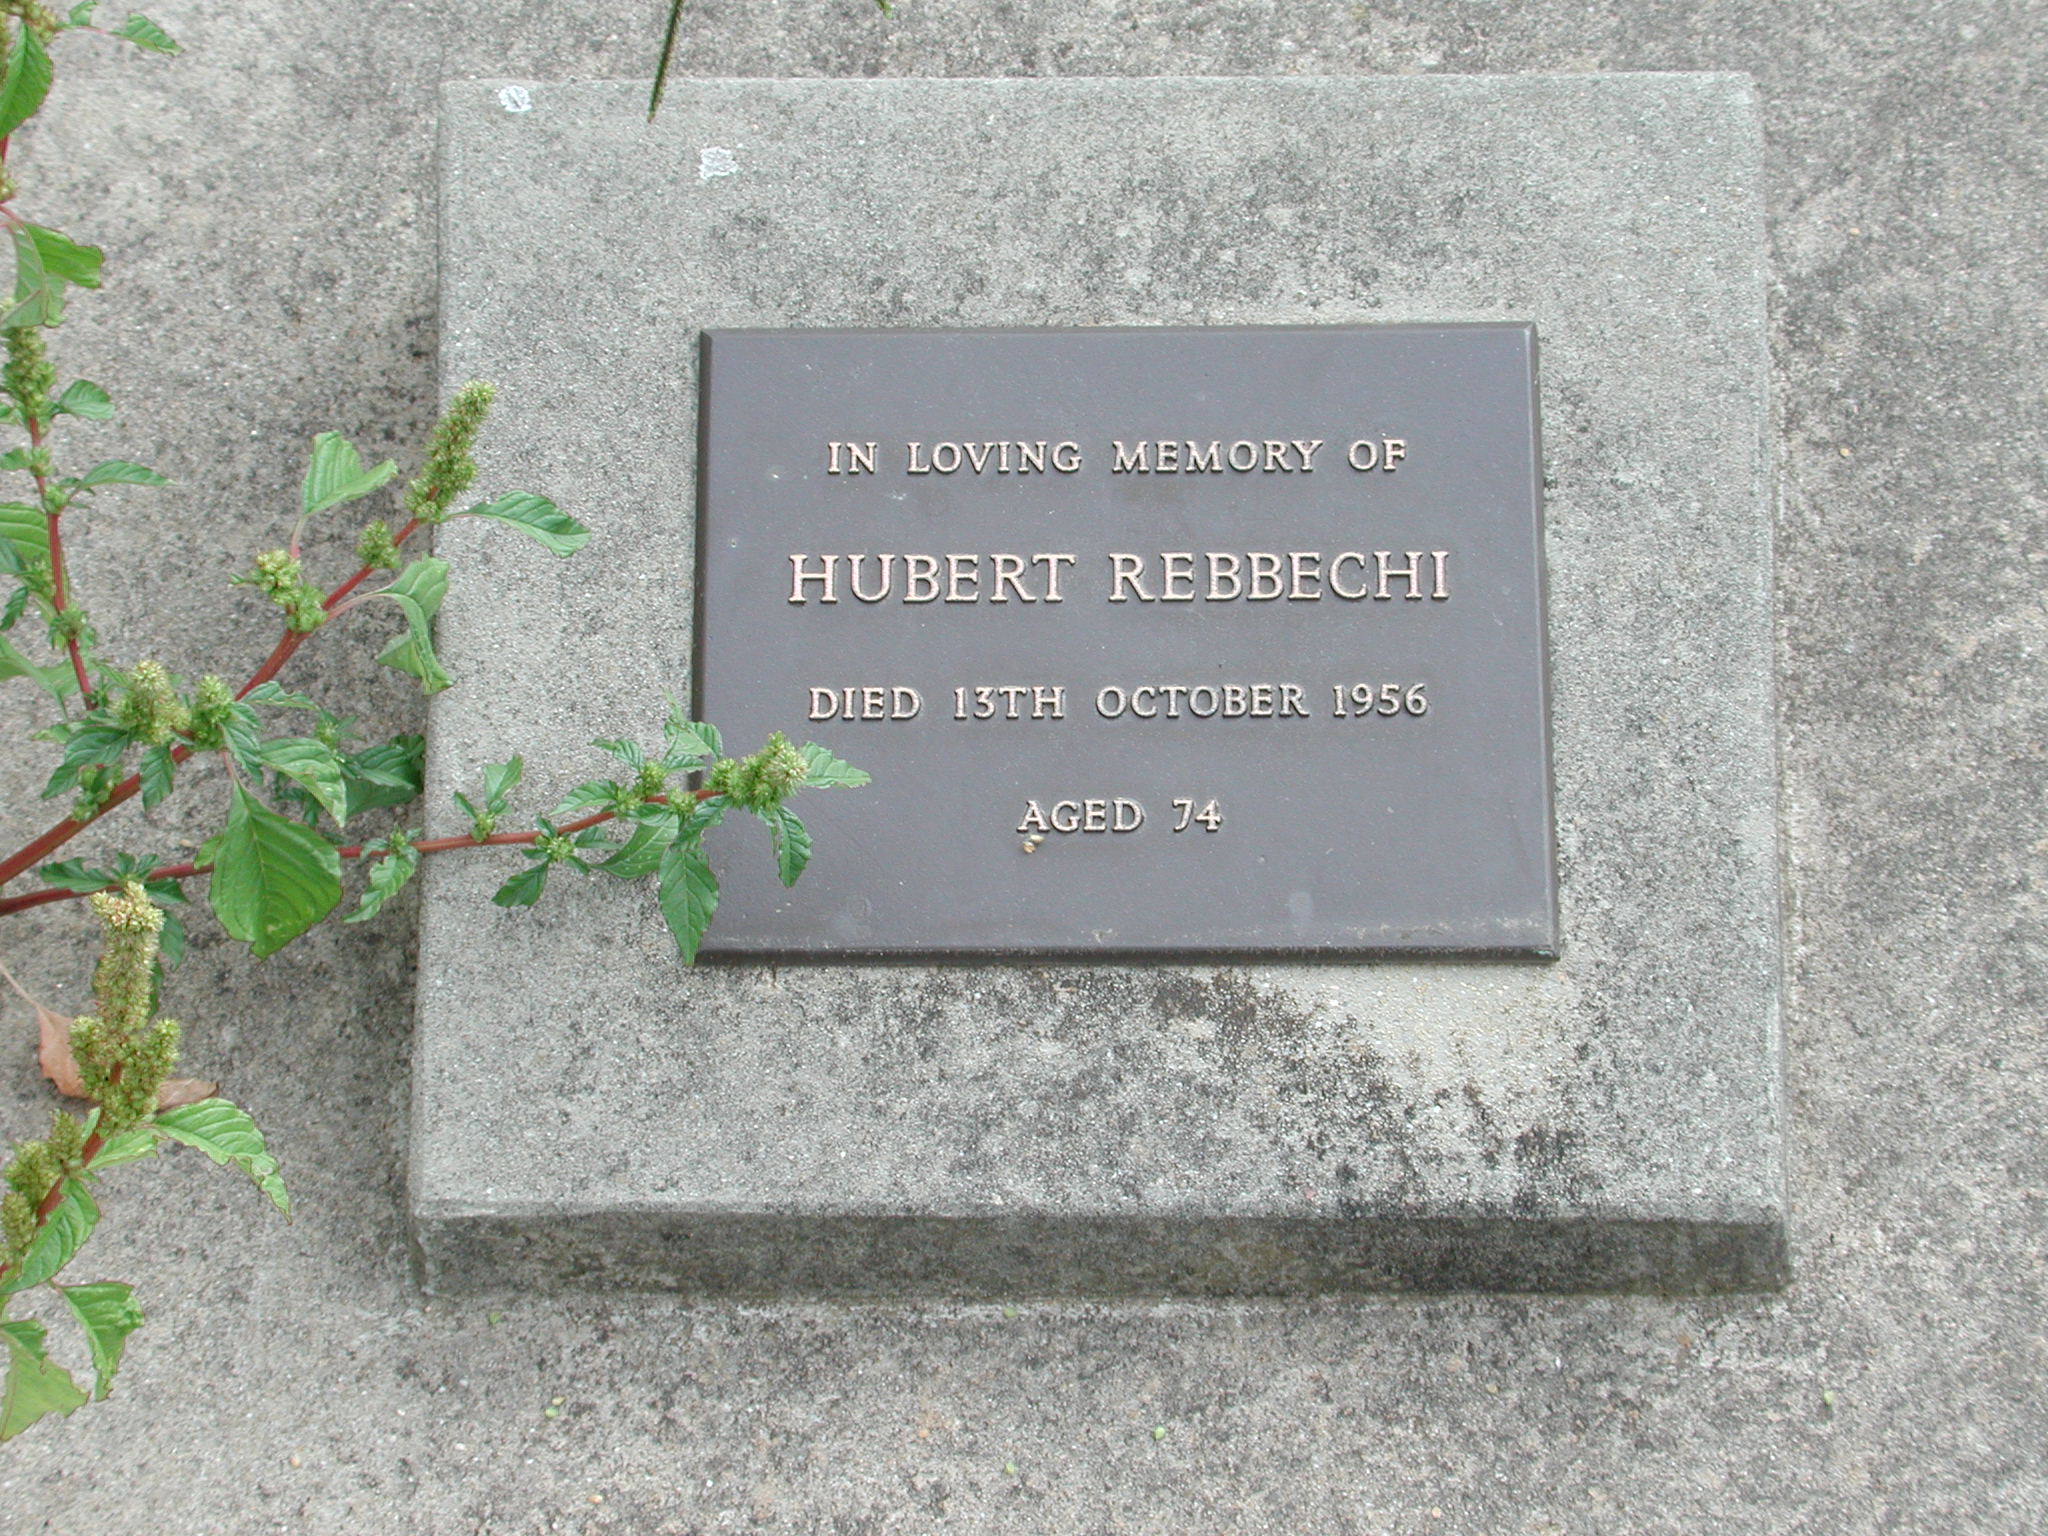 IN LOVING MEMORY OF
HUBERT REBBECHI
DIED 13TH OCTOBER 1956
AGED 74